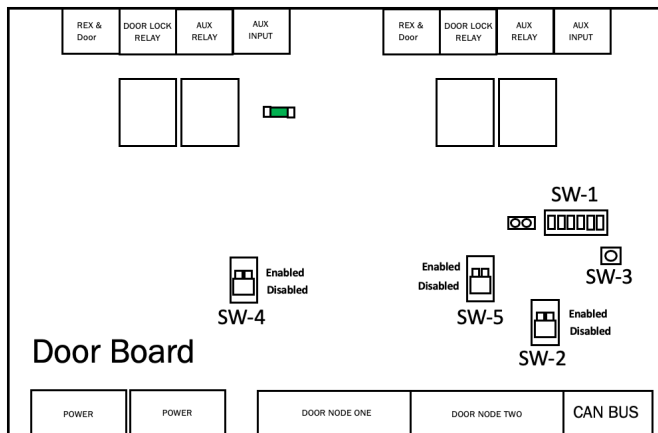 REX &
Door
DOOR LOCK
RELAY
AUX
RELAY
AUX
INPUT
REX &
Door
DOOR LOCK
RELAY
AUX
RELAY
AUX
INPUT
SW-1
SW-3
Enabled
Disabled
SW-4
Enabled
Disabled
SW-5
Enabled
Disabled
SW-2
Door Board
POWER
POWER
DOOR NODE ONE
DOOR NODE TWO
CAN BUS